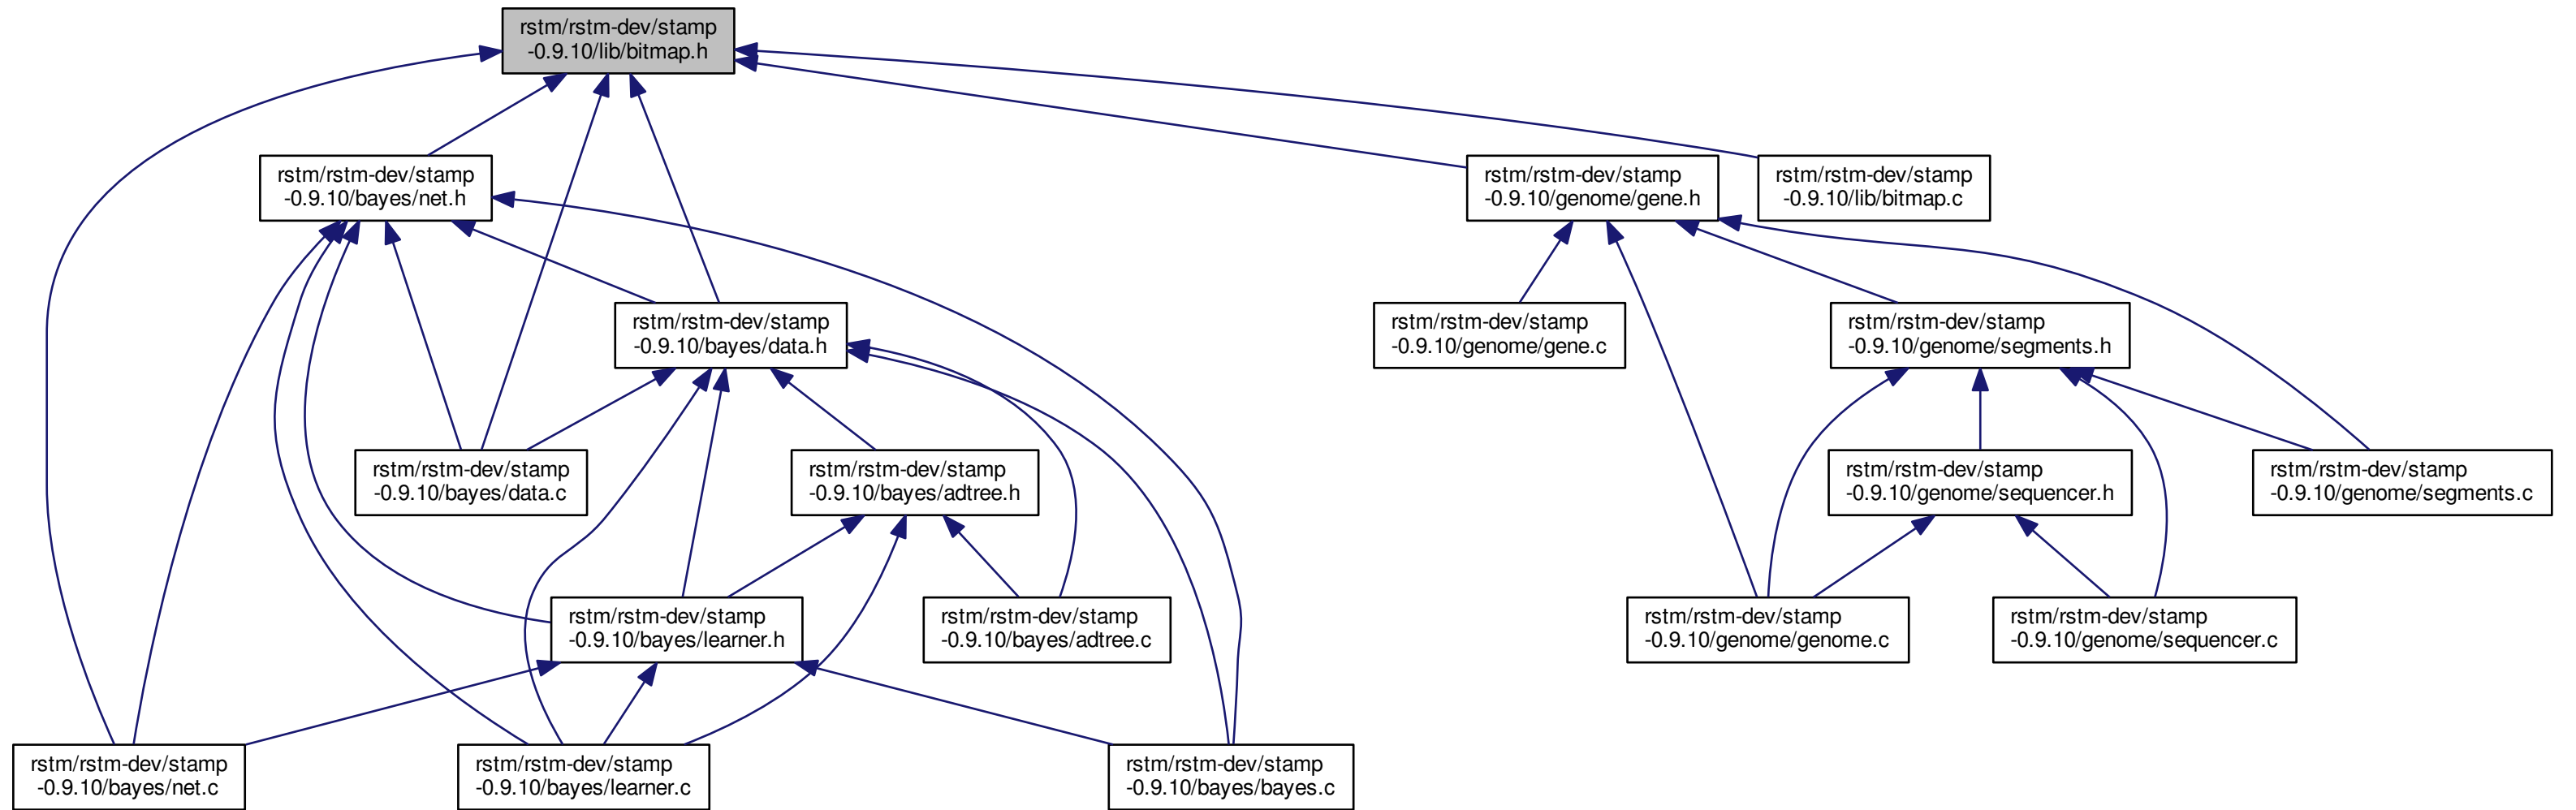 rstm/rstm-dev/stamp
-0.9.10/lib/bitmap.h
rstm/rstm-dev/stamp
-0.9.10/bayes/net.h
rstm/rstm-dev/stamp
-0.9.10/genome/gene.h
rstm/rstm-dev/stamp
-0.9.10/lib/bitmap.c
rstm/rstm-dev/stamp
-0.9.10/bayes/data.h
rstm/rstm-dev/stamp
-0.9.10/genome/gene.c
rstm/rstm-dev/stamp
-0.9.10/genome/segments.h
rstm/rstm-dev/stamp
-0.9.10/bayes/data.c
rstm/rstm-dev/stamp
-0.9.10/bayes/adtree.h
rstm/rstm-dev/stamp
-0.9.10/genome/sequencer.h
rstm/rstm-dev/stamp
-0.9.10/genome/segments.c
rstm/rstm-dev/stamp
-0.9.10/bayes/learner.h
rstm/rstm-dev/stamp
-0.9.10/bayes/adtree.c
rstm/rstm-dev/stamp
-0.9.10/genome/genome.c
rstm/rstm-dev/stamp
-0.9.10/genome/sequencer.c
rstm/rstm-dev/stamp
-0.9.10/bayes/net.c
rstm/rstm-dev/stamp
-0.9.10/bayes/learner.c
rstm/rstm-dev/stamp
-0.9.10/bayes/bayes.c